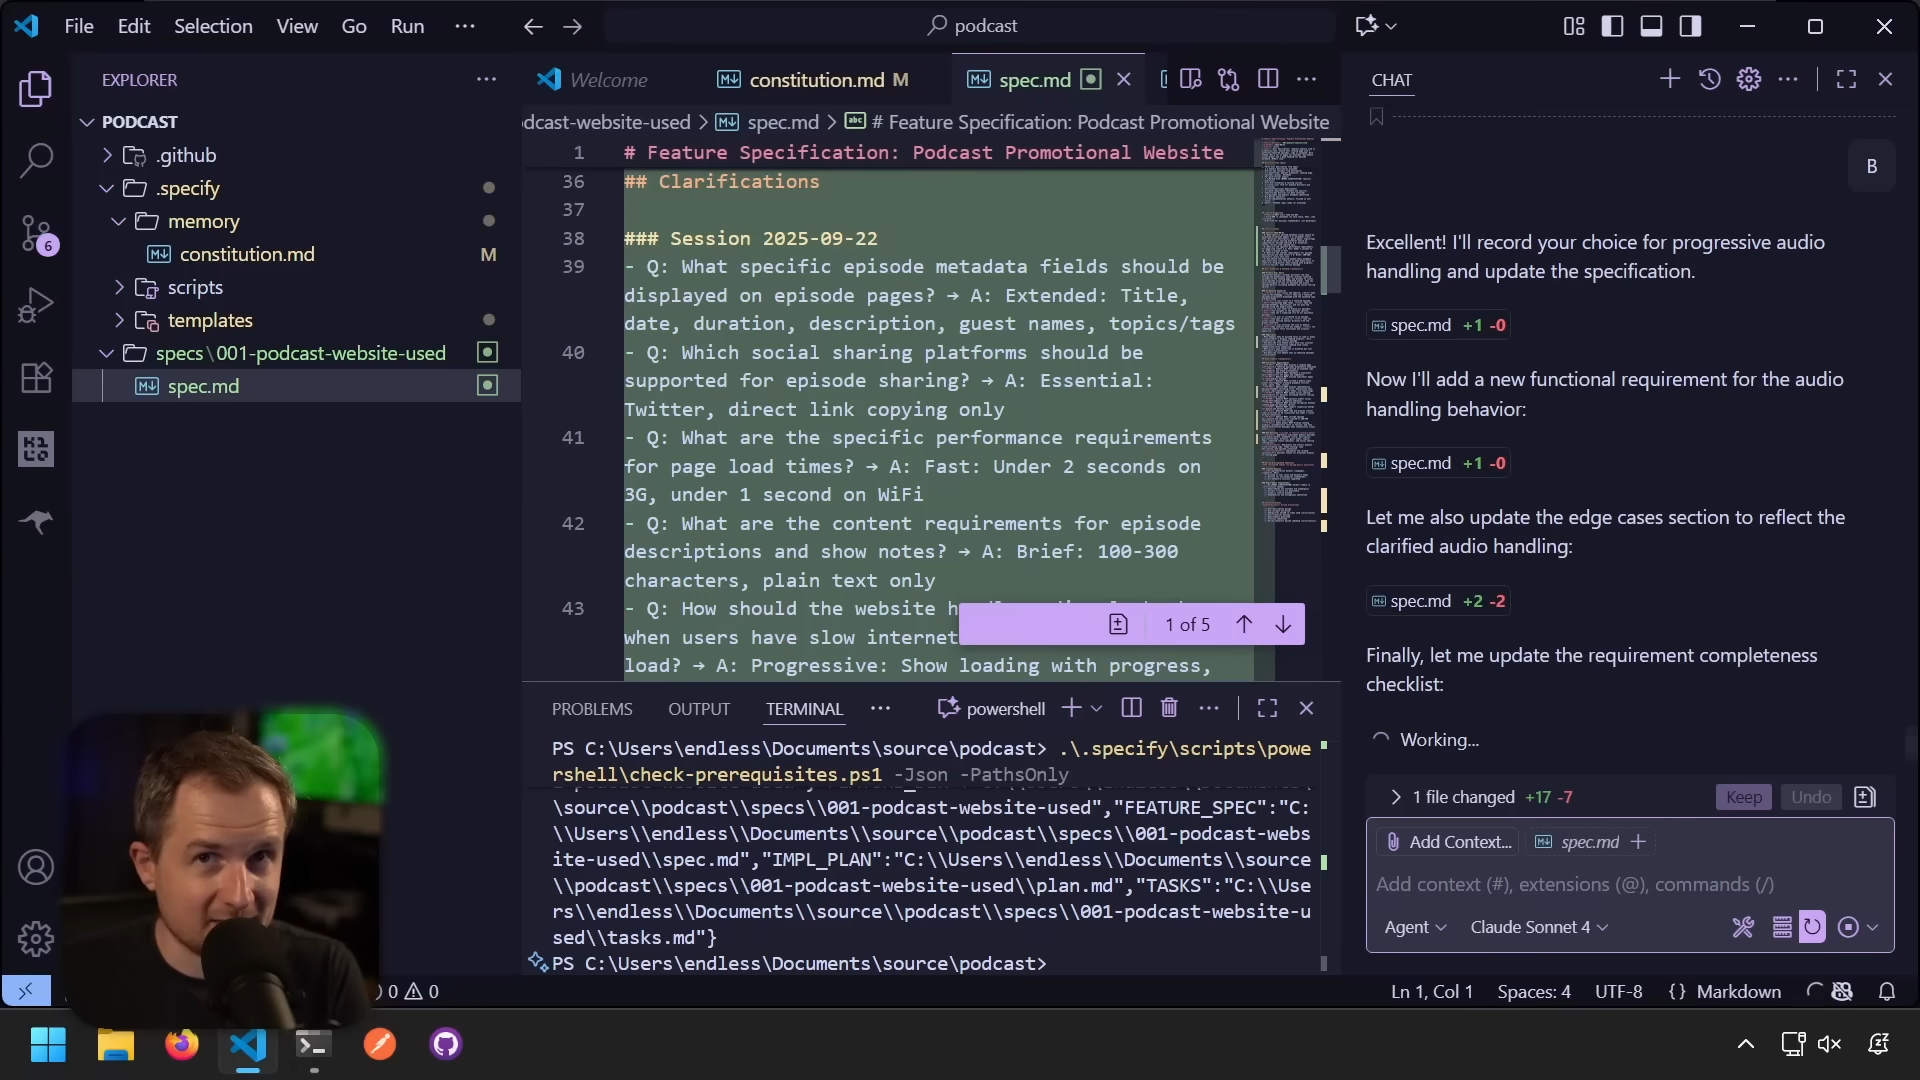 File Edit Selection View Go Run ··· podcast
EXPLORER
PODCAST
.github
.specify
memory
constitution.md M
scripts
templates
specs\001-podcast-website-used
spec.md
6
Welcome constitution.md M spec.md
dcast-website-used > spec.md > # Feature Specification: Podcast Promotional Website
1 # Feature Specification: Podcast Promotional Website
36 ## Clarifications
37
38 ### Session 2025-09-22
39 - Q: What specific episode metadata fields should be
displayed on episode pages? → A: Extended: Title,
date, duration, description, guest names, topics/tags
40 - Q: Which social sharing platforms should be
supported for episode sharing? → A: Essential:
Twitter, direct link copying only
41 - Q: What are the specific performance requirements
for page load times? → A: Fast: Under 2 seconds on
3G, under 1 second on WiFi
42 - Q: What are the content requirements for episode
descriptions and show notes? → A: Brief: 100-300
characters, plain text only
43 - Q: How should the website
when users have slow internet
load? → A: Progressive: Show loading with progress,
1 of 5
PROBLEMS OUTPUT TERMINAL ··· powershell
PS C:\Users\endless\Documents\source\podcast> .\.specify\scripts\powe
rshell\check-prerequisites.ps1 -Json -PathsOnly
\source\\podcast\\specs\\001-podcast-website-used","FEATURE_SPEC":"C:
\\Users\\endless\\Documents\\source\\podcast\\specs\\001-podcast-webs
ite-used\\spec.md","IMPL_PLAN":"C:\\Users\\endless\\Documents\\source
\\podcast\\specs\\001-podcast-website-used\\plan.md","TASKS":"C:\\Use
rs\\endless\\Documents\\source\\podcast\\specs\\001-podcast-website-u
sed\\tasks.md"}
PS C:\Users\endless\Documents\source\podcast>
CHAT
B
Excellent! I'll record your choice for progressive audio
handling and update the specification.
spec.md +1 -0
Now I'll add a new functional requirement for the audio
handling behavior:
spec.md +1 -0
Let me also update the edge cases section to reflect the
clarified audio handling:
spec.md +2 -2
Finally, let me update the requirement completeness
checklist:
Working...
1 file changed +17 -7 Keep Undo
Add Context... spec.md
Add context (#), extensions (@), commands (/)
Agent Claude Sonnet 4
0 0 Ln 1, Col 1 Spaces: 4 UTF-8 {} Markdown